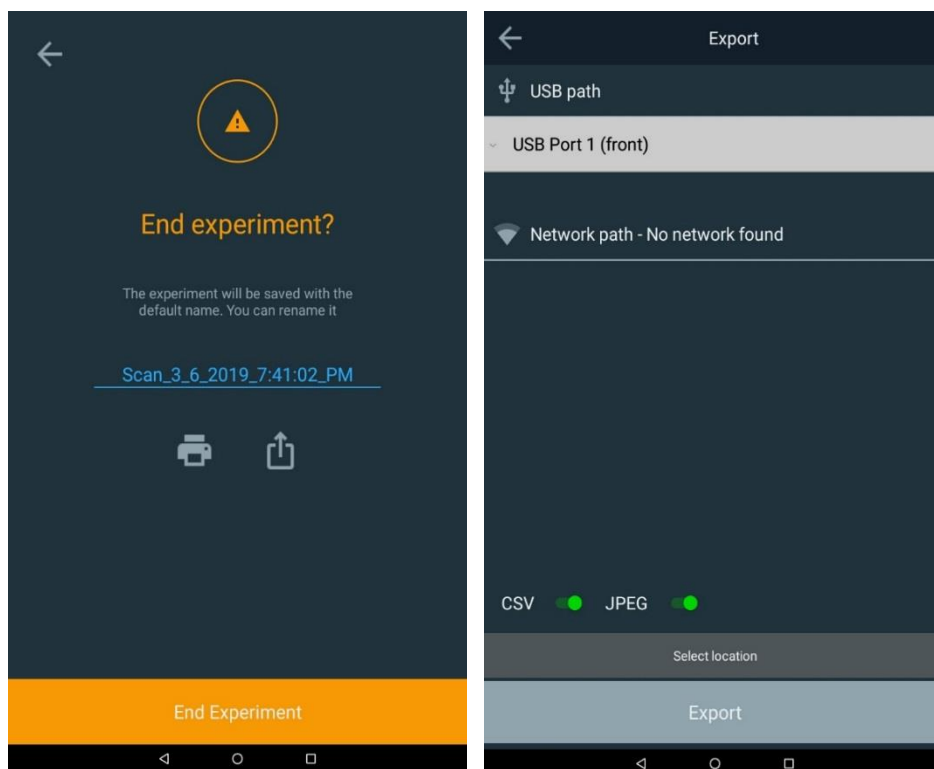 End experiment?
The experiment will be saved with the
default name. You can rename it
Scan_3_6_2019_7:41:02_PM
End Experiment
Export
USB path
USB Port 1 (front)
Network path - No network found
CSV JPEG
Select location
Export